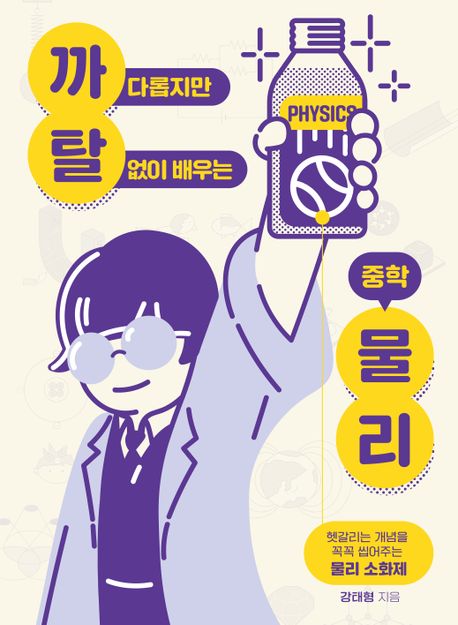 까다롭지만
탈 없이 배우는
PHYSICS
중학
물
리
헷갈리는 개념을
꼭꼭 씹어주는
물리 소화제
강태형 지음